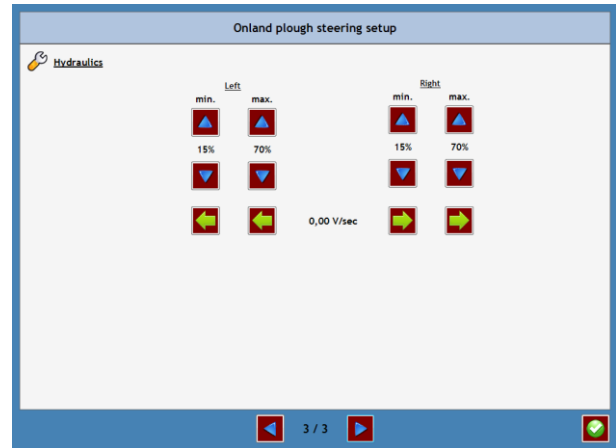 Onland plough steering setup
Hydraulics
Left Right
min. max. min. max.
15% 70% 15% 70%
0,00 V/sec
3 / 3